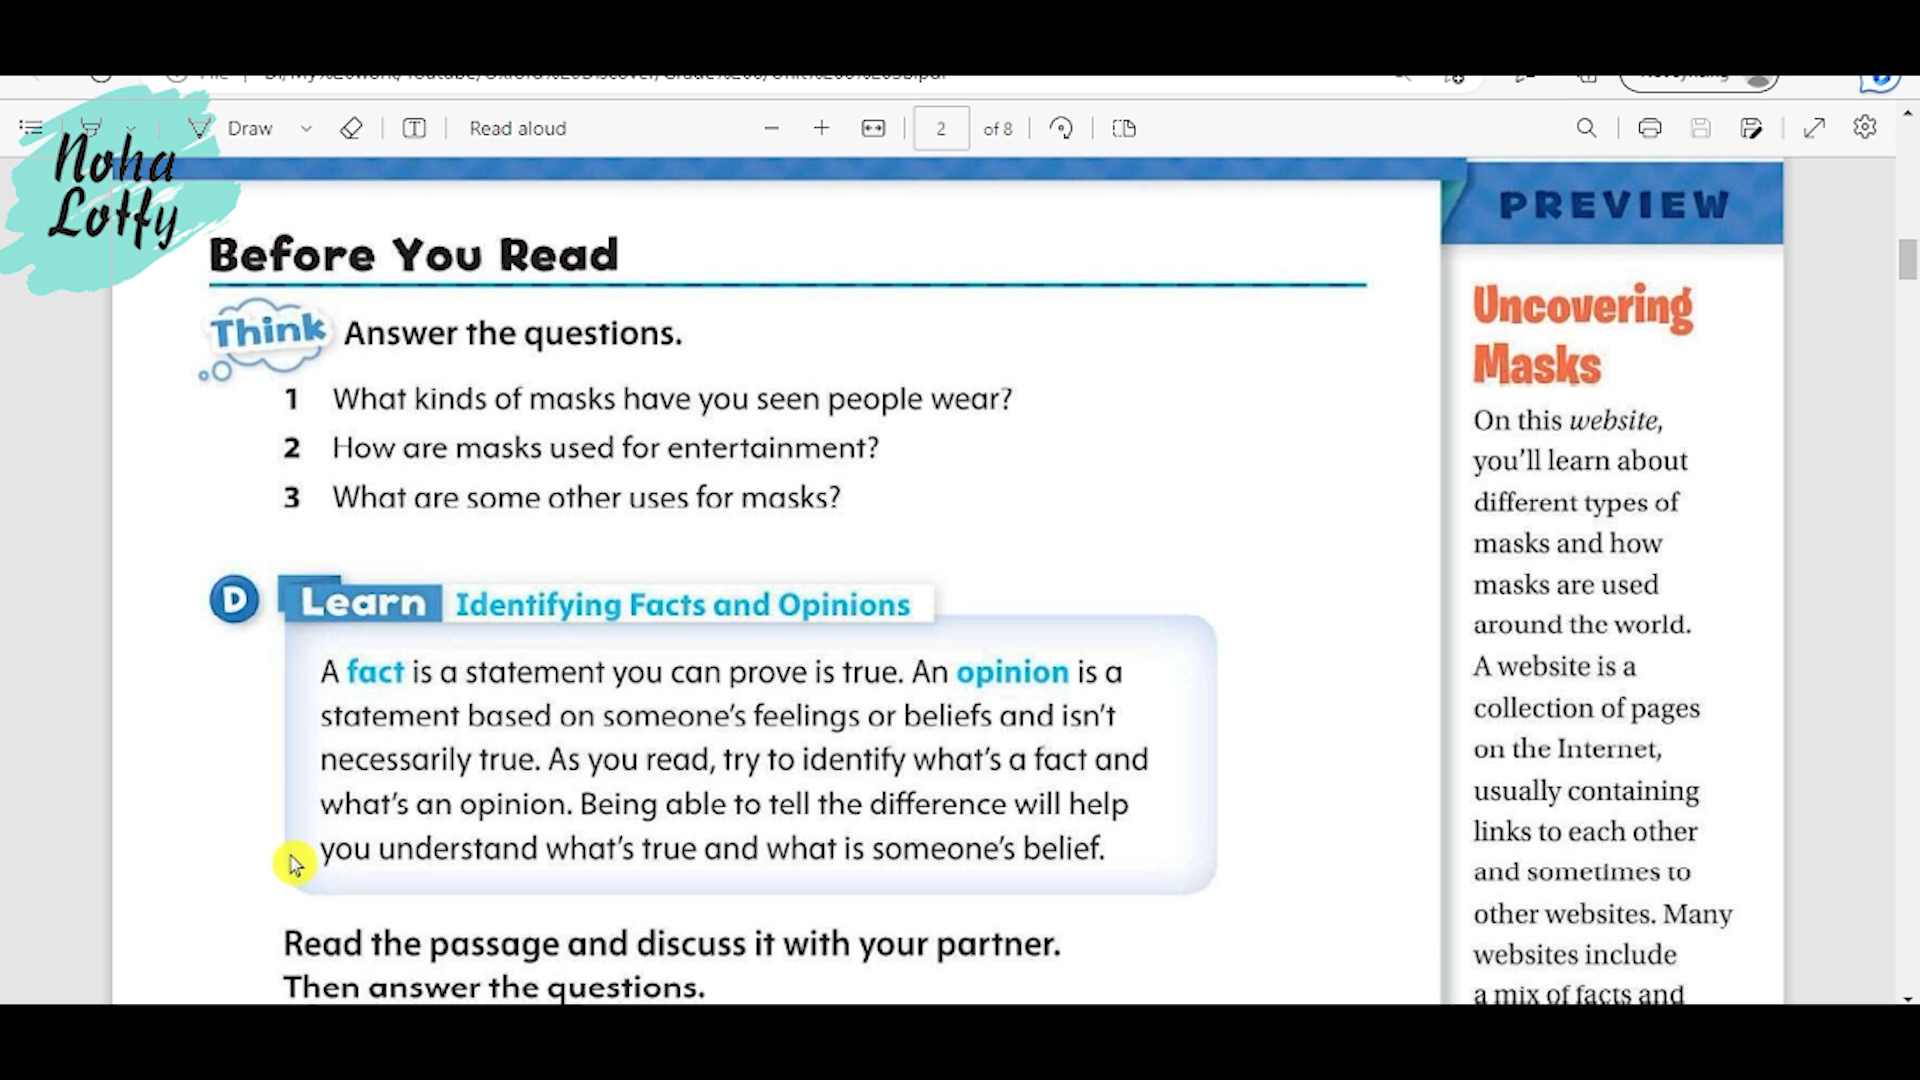 Draw
Read aloud
2
of 8
Noha
Lotfy
Before You Read
Think Answer the questions.
1 What kinds of masks have you seen people wear?
2 How are masks used for entertainment?
3 What are some other uses for masks?
D Learn Identifying Facts and Opinions
A fact is a statement you can prove is true. An opinion is a
statement based on someone's feelings or beliefs and isn't
necessarily true. As you read, try to identify what's a fact and
what's an opinion. Being able to tell the difference will help
you understand what's true and what is someone's belief.
Read the passage and discuss it with your partner.
Then answer the questions.
PREVIEW
Uncovering
Masks
On this website,
you'll learn about
different types of
masks and how
masks are used
around the world.
A website is a
collection of pages
on the Internet,
usually containing
links to each other
and sometimes to
other websites. Many
websites include
a mix of facts and